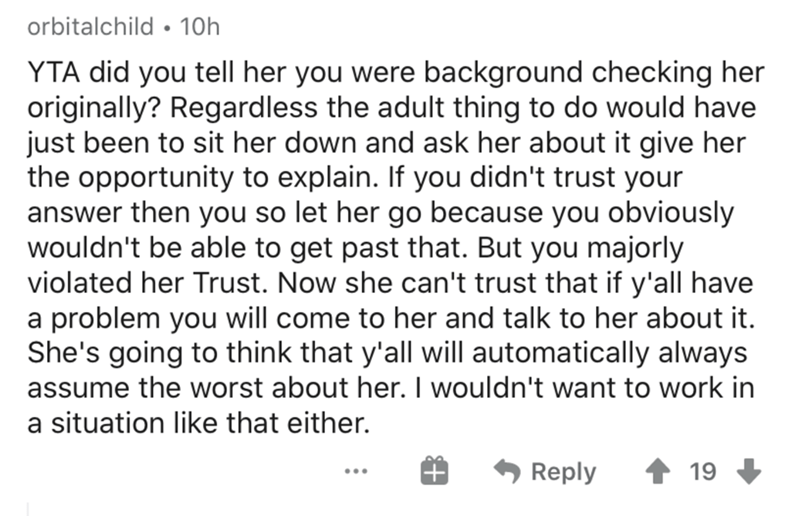 orbitalchild • 10h
YTA did you tell her you were background checking her
originally? Regardless the adult thing to do would have
just been to sit her down and ask her about it give her
the opportunity to explain. If you didn't trust your
answer then you so let her go because you obviously
wouldn't be able to get past that. But you majorly
violated her Trust. Now she can't trust that if y'all have
a problem you will come to her and talk to her about it.
She's going to think that y'all will automatically always
assume the worst about her. I wouldn't want to work in
a situation like that either.
... Reply 19